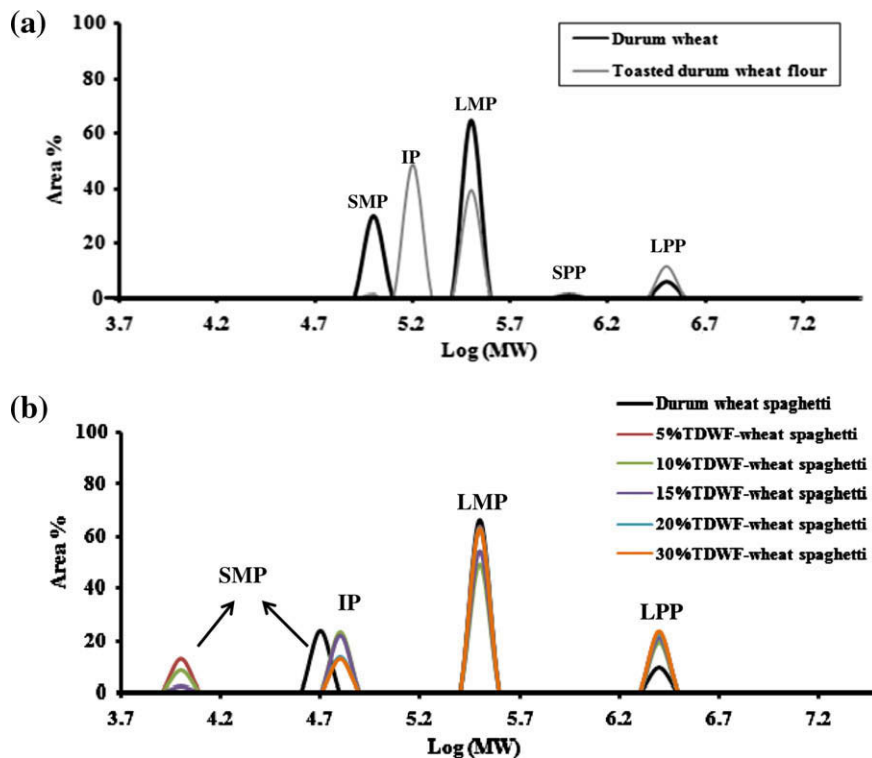 (a)
100
80
60
40
20
0
Area %
Durum wheat
Toasted durum wheat flour
SMP
IP
LMP
SPP
LPP
3.7 4.2 4.7 5.2 5.7 6.2 6.7 7.2
Log (MW)
(b)
100
80
60
40
20
0
Area %
Durum wheat spaghetti
5%TDWF-wheat spaghetti
10%TDWF-wheat spaghetti
15%TDWF-wheat spaghetti
20%TDWF-wheat spaghetti
30%TDWF-wheat spaghetti
SMP
IP
LMP
LPP
3.7 4.2 4.7 5.2 5.7 6.2 6.7 7.2
Log (MW)